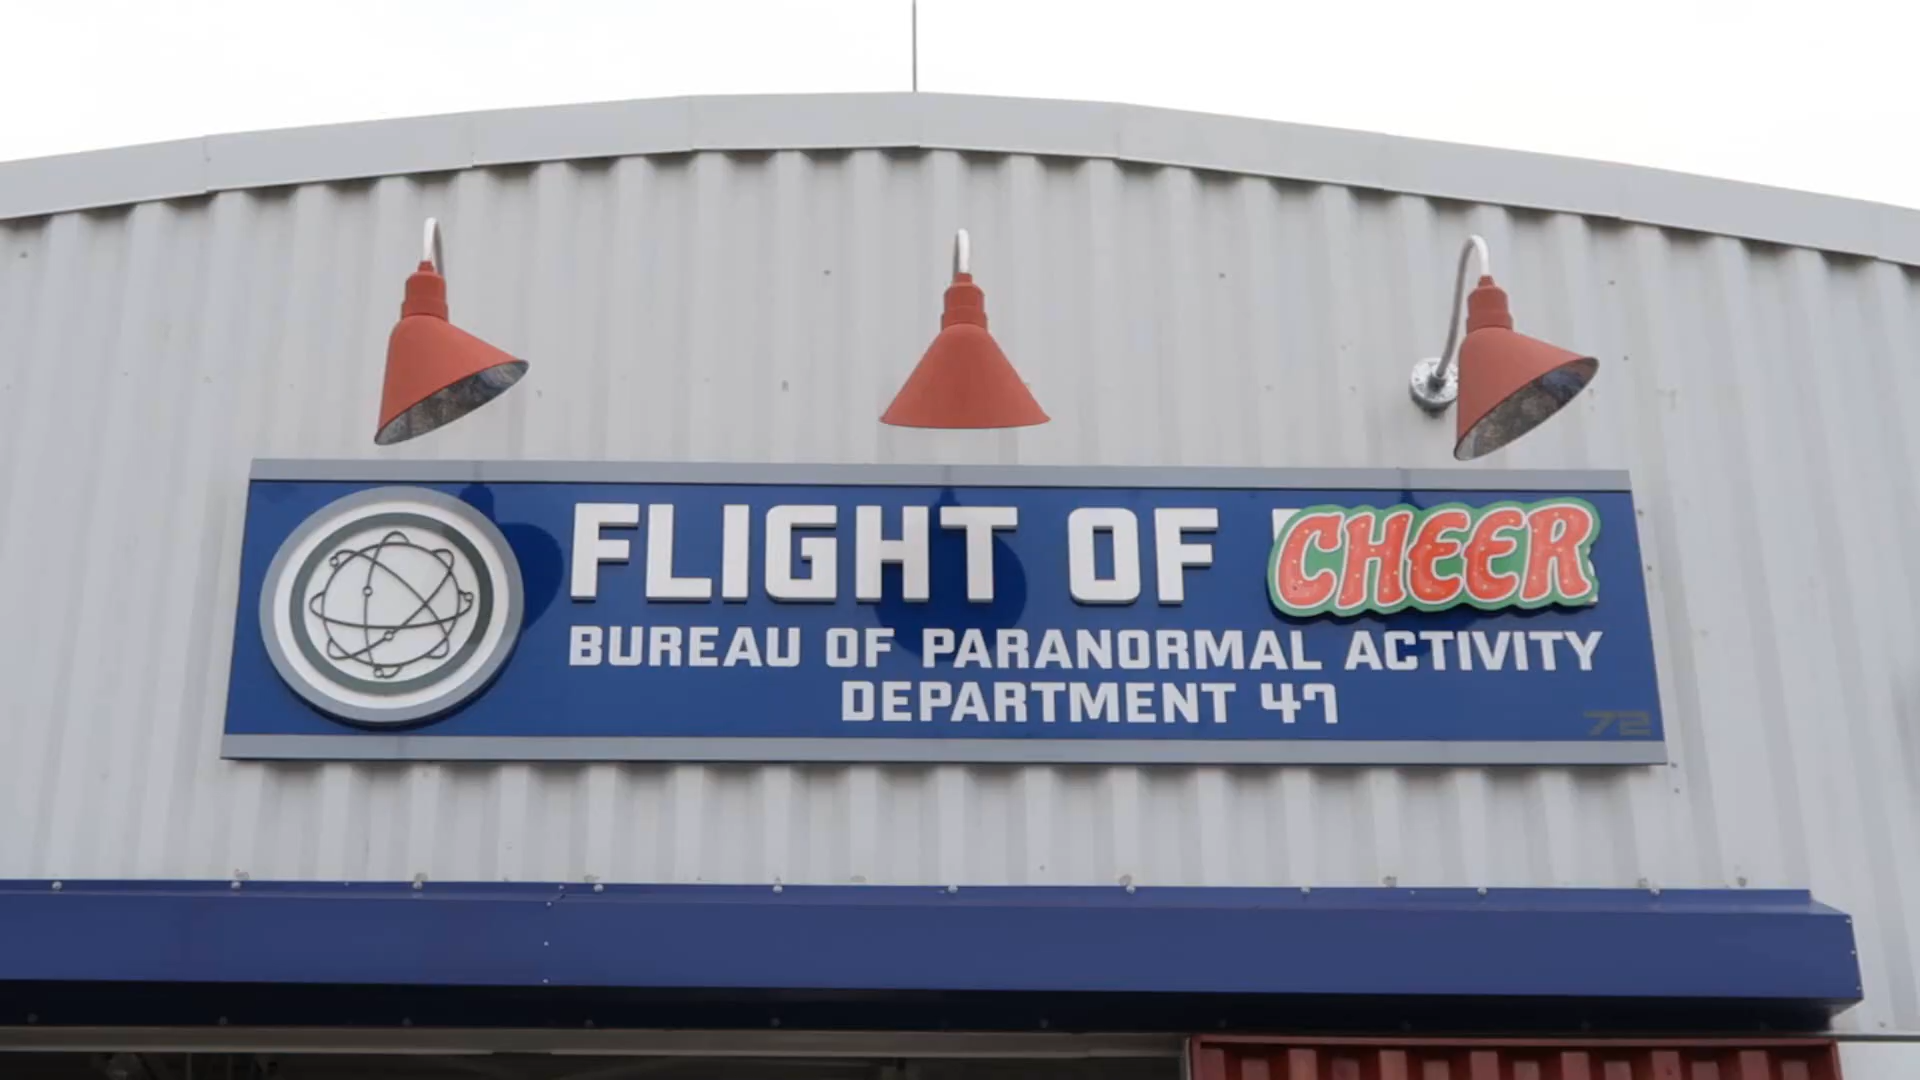 FLIGHT OF CHEER
BUREAU OF PARANORMAL ACTIVITY
DEPARTMENT 47
72